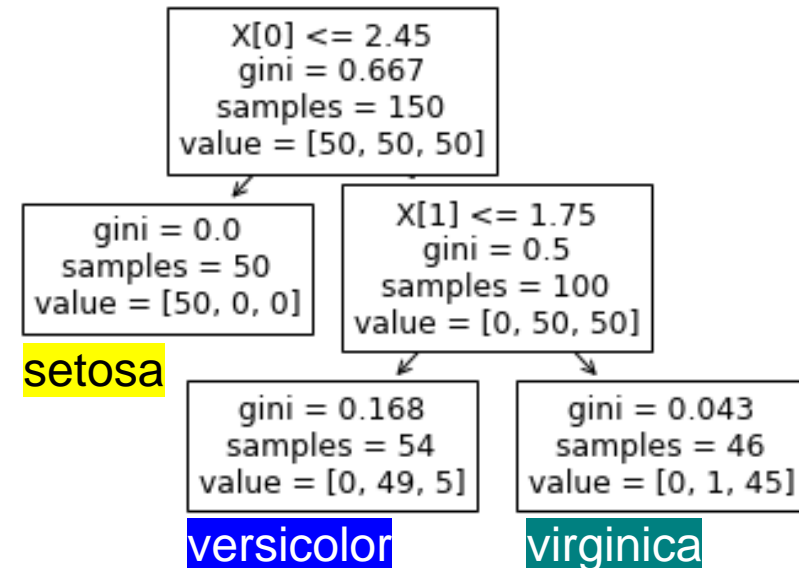 X[0] <= 2.45
gini = 0.667
samples = 150
value = [50, 50, 50]
gini = 0.0
samples = 50
value = [50, 0, 0]
setosa
X[1] <= 1.75
gini = 0.5
samples = 100
value = [0, 50, 50]
gini = 0.168
samples = 54
value = [0, 49, 5]
versicolor
gini = 0.043
samples = 46
value = [0, 1, 45]
virginica